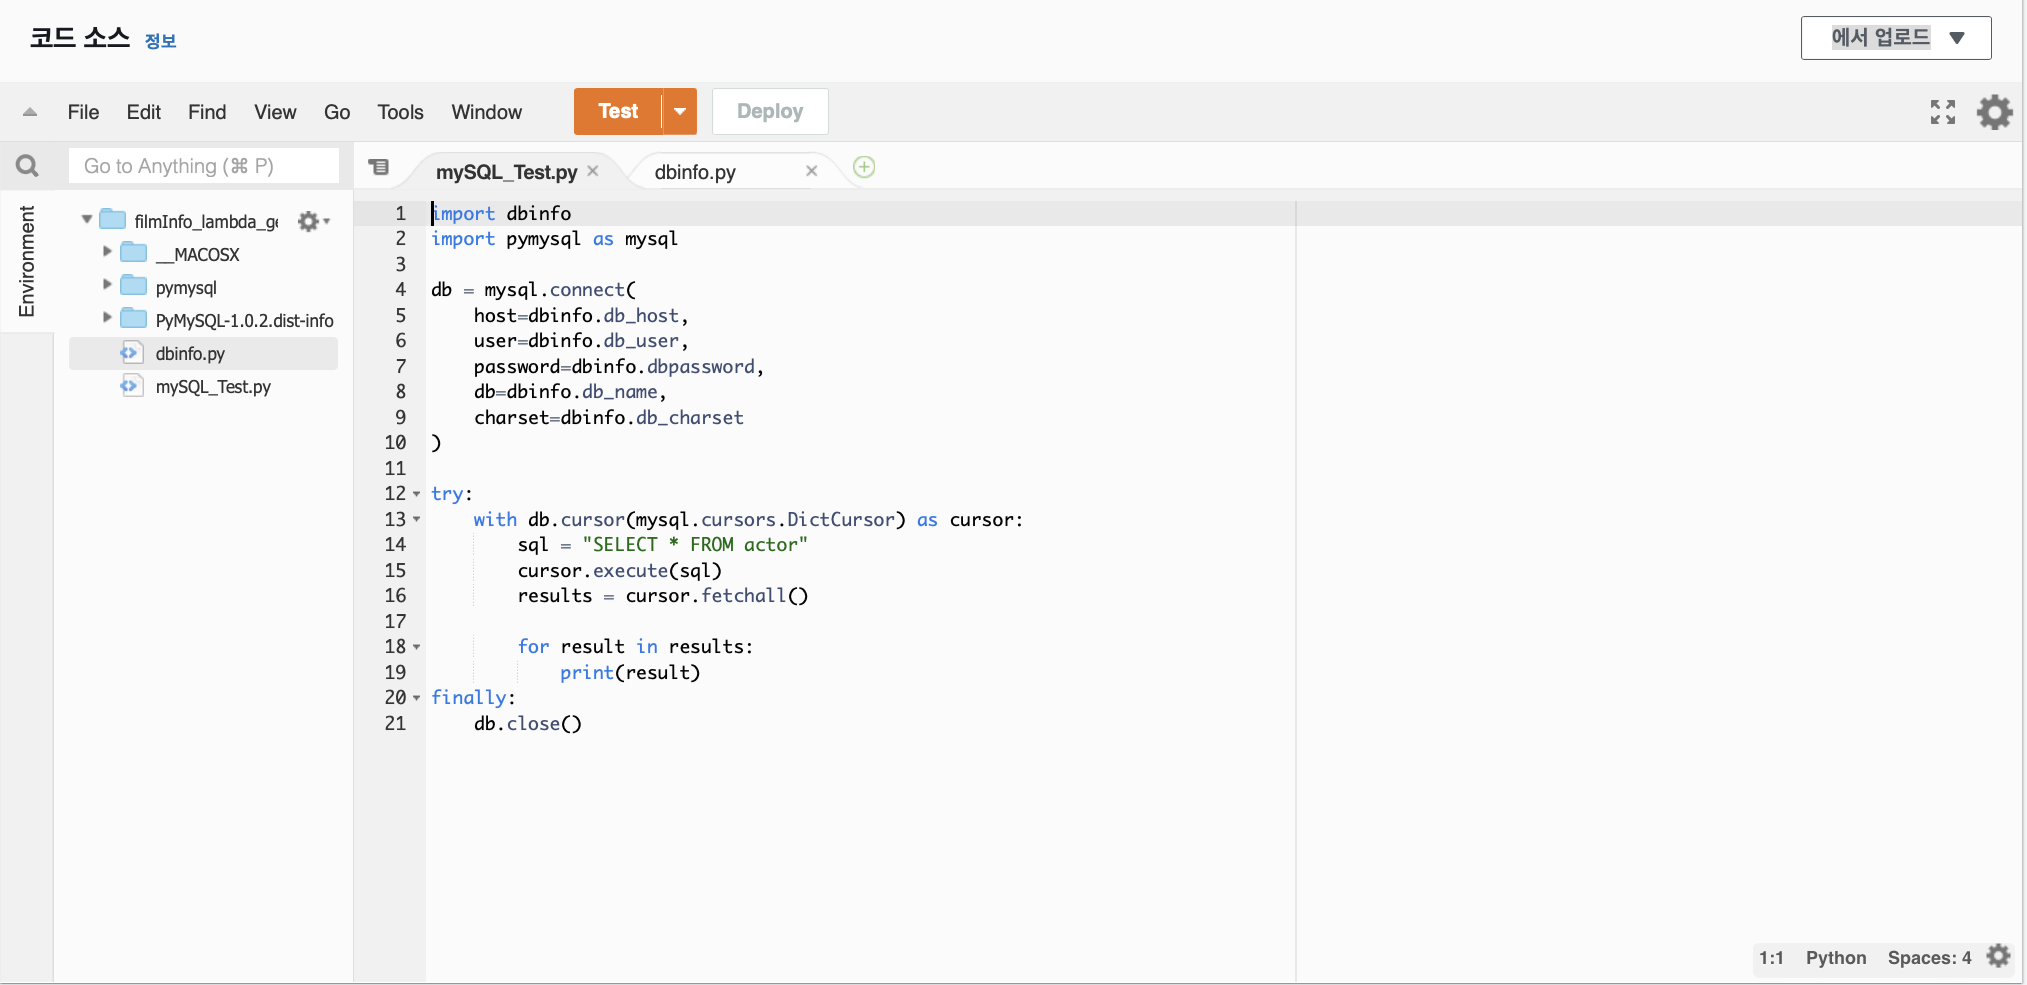 코드 소스 정보
에서 업로드 ▼
File Edit Find View Go Tools Window Test Deploy
Go to Anything (⌘ P)
mySQL_Test.py × dbinfo.py ×
Environment
filmInfo_lambda_ge
__MACOSX
pymysql
PyMySQL-1.0.2.dist-info
dbinfo.py
mySQL_Test.py
1 import dbinfo
2 import pymysql as mysql
3
4 db = mysql.connect(
5     host=dbinfo.db_host,
6     user=dbinfo.db_user,
7     password=dbinfo.dbpassword,
8     db=dbinfo.db_name,
9     charset=dbinfo.db_charset
10 )
11
12 try:
13     with db.cursor(mysql.cursors.DictCursor) as cursor:
14         sql = "SELECT * FROM actor"
15         cursor.execute(sql)
16         results = cursor.fetchall()
17
18         for result in results:
19             print(result)
20 finally:
21     db.close()
1:1 Python Spaces: 4